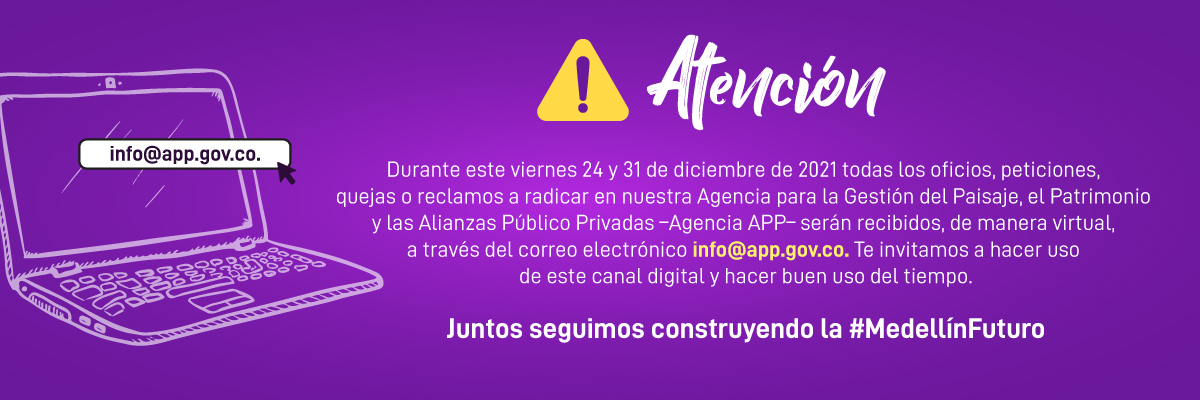 Atención
info@app.gov.co.
Durante este viernes 24 y 31 de diciembre de 2021 todas los oficios, peticiones,
quejas o reclamos a radicar en nuestra Agencia para la Gestión del Paisaje, el Patrimonio
y las Alianzas Público Privadas –Agencia APP– serán recibidos, de manera virtual,
a través del correo electrónico info@app.gov.co. Te invitamos a hacer uso
de este canal digital y hacer buen uso del tiempo.
Juntos seguimos construyendo la #MedellínFuturo